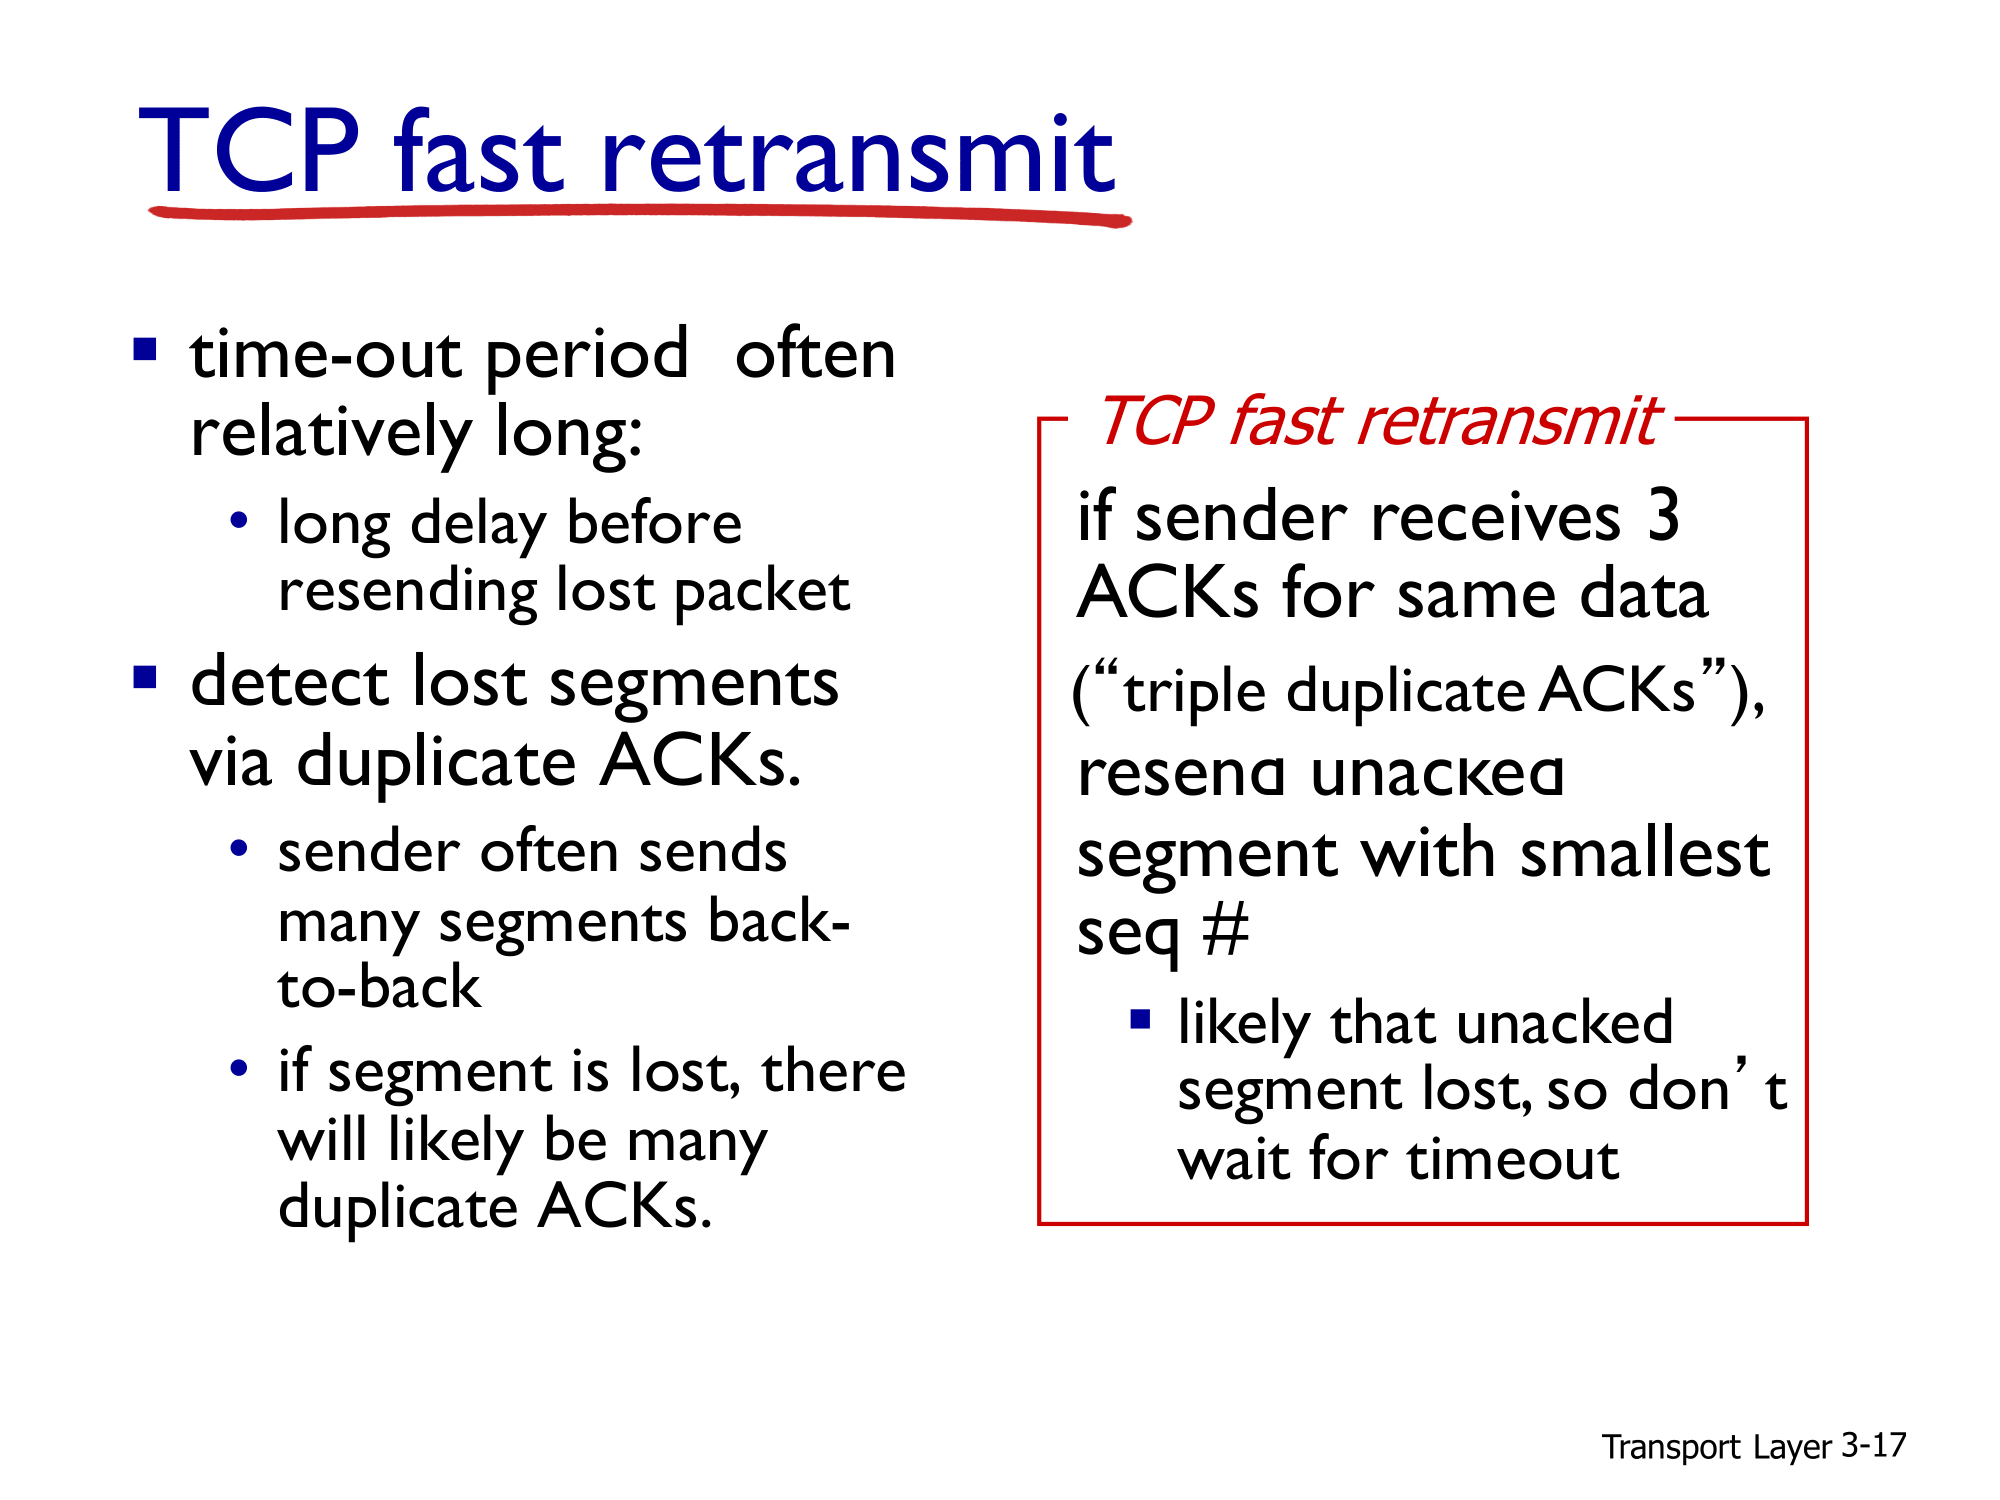 TCP fast retransmit
▪ time-out period often
relatively long:
• long delay before
resending lost packet
▪ detect lost segments
via duplicate ACKs.
• sender often sends
many segments back-
to-back
• if segment is lost, there
will likely be many
duplicate ACKs.
TCP fast retransmit
if sender receives 3
ACKs for same data
(“triple duplicate ACKs”),
resend unacked
segment with smallest
seq #
▪ likely that unacked
segment lost, so don’t
wait for timeout
Transport Layer 3-17